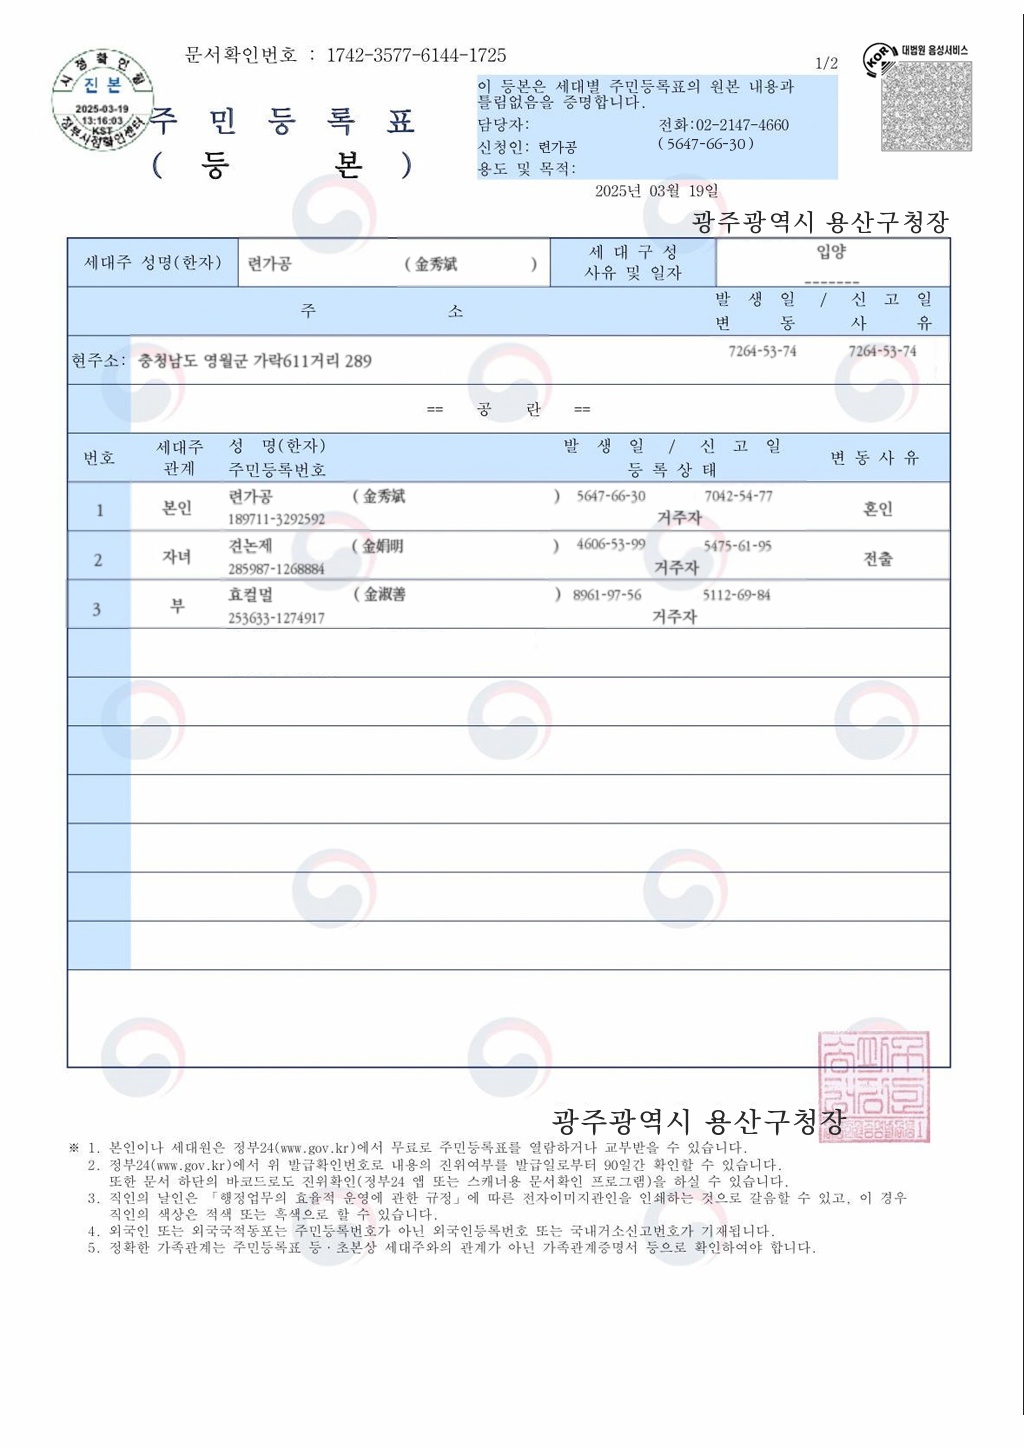 문서확인번호 : 1742-3577-6144-1725
1/2
대법원 음성서비스
KOR
시점확인필
진 본
2025-03-19
13:16:03
KST
정부시점확인센터
주 민 등 록 표
( 등 본 )
이 등본은 세대별 주민등록표의 원본 내용과
틀림없음을 증명합니다.
담당자: 전화:02-2147-4660
신청인: 련가공 (5647-66-30)
용도 및 목적:
2025년 03월 19일
광주광역시 용산구청장
세대주 성명(한자) 련가공 (金秀斌 )
세 대 구 성
사유 및 일자
입양
-------
주 소
발 생 일 / 신 고 일
변 동 사 유
현주소: 충청남도 영월군 가락611거리 289
7264-53-74 7264-53-74
== 공 란 ==
번호
세대주
관계
성 명(한자)
주민등록번호
발 생 일 / 신 고 일
등 록 상 태
변 동 사 유
1 본인 련가공 (金秀斌 ) 5647-66-30 7042-54-77 혼인
189711-3292592 거주자
2 자녀 견논제 (金娟明 ) 4606-53-99 5475-61-95 전출
285987-1268884 거주자
3 부 효컬멀 (金淑善 ) 8961-97-56 5112-69-84
253633-1274917 거주자
광주광역시 용산구청장
※ 1. 본인이나 세대원은 정부24(www.gov.kr)에서 무료로 주민등록표를 열람하거나 교부받을 수 있습니다.
2. 정부24(www.gov.kr)에서 위 발급확인번호로 내용의 진위여부를 발급일로부터 90일간 확인할 수 있습니다.
또한 문서 하단의 바코드로도 진위확인(정부24 앱 또는 스캐너용 문서확인 프로그램)을 하실 수 있습니다.
3. 직인의 날인은 「행정업무의 효율적 운영에 관한 규정」에 따른 전자이미지관인을 인쇄하는 것으로 갈음할 수 있고, 이 경우
직인의 색상은 적색 또는 흑색으로 할 수 있습니다.
4. 외국인 또는 외국국적동포는 주민등록번호가 아닌 외국인등록번호 또는 국내거소신고번호가 기재됩니다.
5. 정확한 가족관계는 주민등록표 등·초본상 세대주와의 관계가 아닌 가족관계증명서 등으로 확인하여야 합니다.